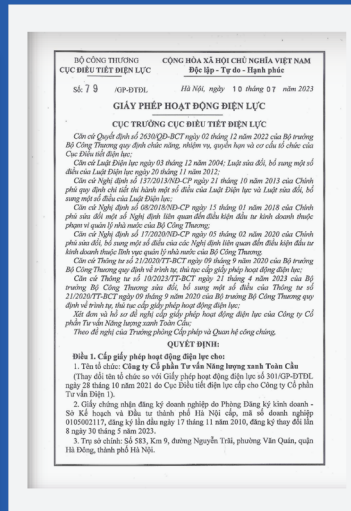 BỘ CÔNG THƯƠNG
CỤC ĐIỀU TIẾT ĐIỆN LỰC
CỘNG HÒA XÃ HỘI CHỦ NGHĨA VIỆT NAM
Độc lập - Tự do - Hạnh phúc
Số: 79 /GP-ĐTĐL
Hà Nội, ngày 10 tháng 07 năm 2023
GIẤY PHÉP HOẠT ĐỘNG ĐIỆN LỰC
CỤC TRƯỞNG CỤC ĐIỀU TIẾT ĐIỆN LỰC
Căn cứ Quyết định số 2630/QĐ-BCT ngày 02 tháng 12 năm 2022 của Bộ trưởng
Bộ Công Thương quy định chức năng, nhiệm vụ, quyền hạn và cơ cấu tổ chức của
Cục Điều tiết điện lực;
Căn cứ Luật Điện lực ngày 03 tháng 12 năm 2004; Luật sửa đổi, bổ sung một số
điều của Luật Điện lực ngày 20 tháng 11 năm 2012;
Căn cứ Nghị định số 137/2013/NĐ-CP ngày 21 tháng 10 năm 2013 của Chính
phủ quy định chi tiết thi hành một số điều của Luật Điện lực và Luật sửa đổi, bổ
sung một số điều của Luật Điện lực;
Căn cứ Nghị định số 08/2018/NĐ-CP ngày 15 tháng 01 năm 2018 của Chính
phủ sửa đổi một số Nghị định liên quan đến điều kiện đầu tư kinh doanh thuộc
phạm vi quản lý nhà nước của Bộ Công Thương;
Căn cứ Nghị định số 17/2020/NĐ-CP ngày 05 tháng 02 năm 2020 của Chính
phủ sửa đổi, bổ sung một số điều của các Nghị định liên quan đến điều kiện đầu tư
kinh doanh thuộc lĩnh vực quản lý nhà nước của Bộ Công Thương;
Căn cứ Thông tư số 21/2020/TT-BCT ngày 09 tháng 9 năm 2020 của Bộ trưởng
Bộ Công Thương quy định về trình tự, thủ tục cấp giấy phép hoạt động điện lực;
Căn cứ Thông tư số 10/2023/TT-BCT ngày 21 tháng 4 năm 2023 của Bộ
trưởng Bộ Công Thương sửa đổi, bổ sung một số điều của Thông tư số
21/2020/TT-BCT ngày 09 tháng 9 năm 2020 của Bộ trưởng Bộ Công Thương quy
định về trình tự, thủ tục cấp giấy phép hoạt động điện lực;
Xét đơn và hồ sơ đề nghị cấp giấy phép hoạt động điện lực của Công ty Cổ
phần Tư vấn Năng lượng xanh Toàn Cầu;
Theo đề nghị của Trưởng phòng Cấp phép và Quan hệ công chúng,
QUYẾT ĐỊNH:
Điều 1. Cấp giấy phép hoạt động điện lực cho:
1. Tên tổ chức: Công ty Cổ phần Tư vấn Năng lượng xanh Toàn Cầu
(Thay đổi tên tổ chức so với Giấy phép hoạt động điện lực số 301/GP-ĐTĐL
ngày 28 tháng 10 năm 2021 do Cục Điều tiết điện lực cấp cho Công ty Cổ phần
Tư vấn Điện 1).
2. Giấy chứng nhận đăng ký doanh nghiệp do Phòng Đăng ký kinh doanh -
Sở Kế hoạch và Đầu tư thành phố Hà Nội cấp, mã số doanh nghiệp
0105002117, đăng ký lần đầu ngày 17 tháng 11 năm 2010, đăng ký thay đổi lần
8 ngày 30 tháng 5 năm 2023.
3. Trụ sở chính: Số 583, Km 9, đường Nguyễn Trãi, phường Văn Quán, quận
Hà Đông, thành phố Hà Nội.